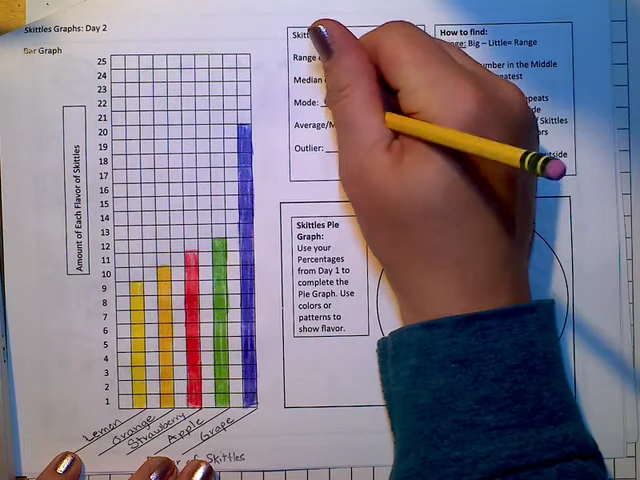 Skittles Graphs: Day 2
Bar Graph
25
24
23
22
21
20
19
18
17
16
15
14
13
12
11
10
9
8
7
6
5
4
3
2
1
Amount of Each Flavor of Skittles
Lemon
Orange
Strawberry
Apple
Grape
of Skittles
Range
Median
Mode:
Average/M
Outlier:
How to find:
Big – Little= Range
umber in the Middle
eatest
epeats
de
of Skittles
ors
utside
Skittles Pie
Graph:
Use your
Percentages
from Day 1 to
complete the
Pie Graph. Use
colors or
patterns to
show flavor.